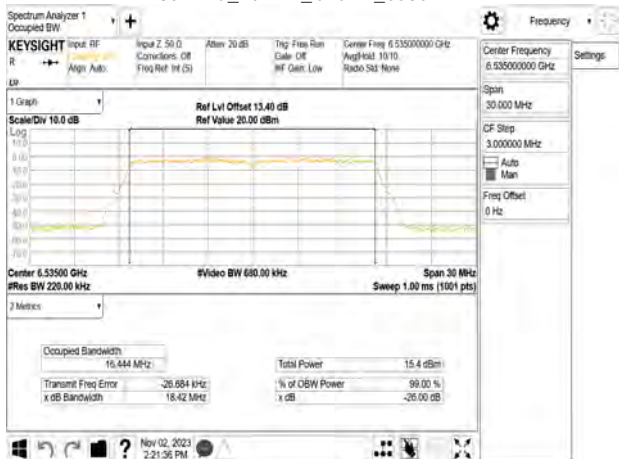 Spectrum Analyzer 1
Occupied BW
+
Frequency
KEYSIGHT Input: RF
R
Align: Auto
Input Z: 50 Ω
Corrections: Off
Freq Ref: Int (S)
Atten: 20 dB
Trig: Free Run
Gate: Off
#IF Gain: Low
Center Freq: 6.535000000 GHz
Avg|Hold: 10/10
Radio Std: None
1 Graph
Scale/Div 10.0 dB
Ref Lvl Offset 13.40 dB
Ref Value 20.00 dBm
Log
Center 6.53500 GHz
#Res BW 220.00 kHz
#Video BW 680.00 kHz
Span 30 MHz
Sweep 1.00 ms (1001 pts)
2 Metrics
Occupied Bandwidth
Total Power 15.4 dBm
Transmit Freq Error -26.684 kHz
% of OBW Power 99.00 %
x dB Bandwidth 18.42 MHz
x dB -26.00 dB
Center Frequency
6.535000000 GHz
Settings
Span
30.000 MHz
CF Step
3.000000 MHz
Auto
Man
Freq Offset
0 Hz
?
Nov 02, 2023
2:21:36 PM